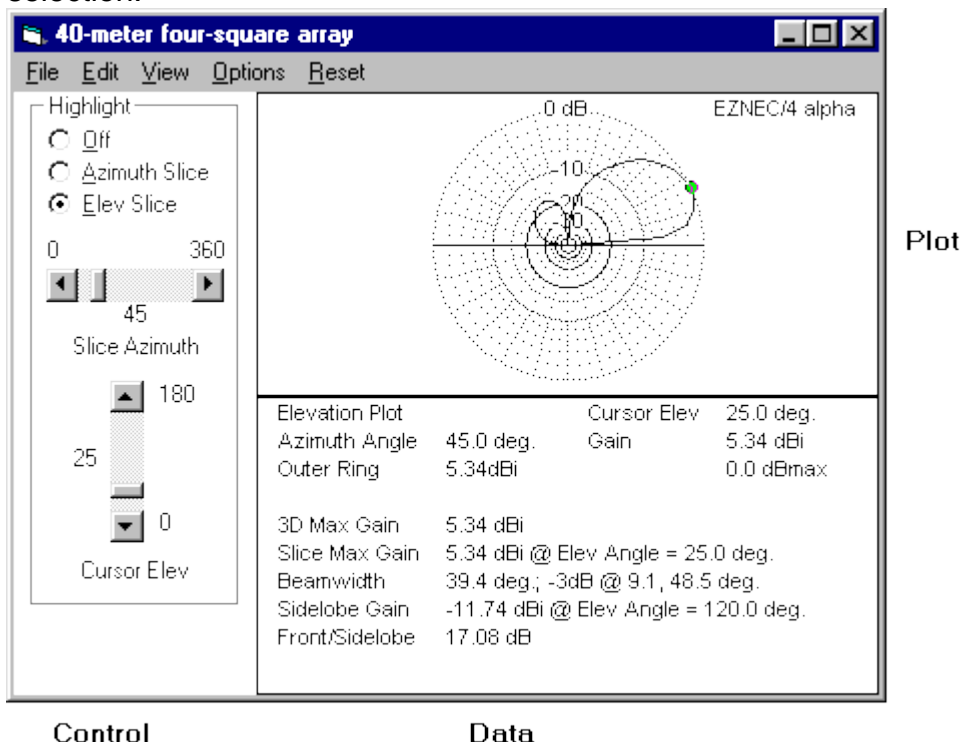 selection.
40-meter four-square array
File Edit View Options Reset
Highlight
Off
Azimuth Slice
Elev Slice
0 360
45
Slice Azimuth
180
25
0
Cursor Elev
0 dB
EZNEC/4 alpha
-10
-20
-30
Plot
Elevation Plot Cursor Elev 25.0 deg.
Azimuth Angle 45.0 deg. Gain 5.34 dBi
Outer Ring 5.34dBi 0.0 dBmax
3D Max Gain 5.34 dBi
Slice Max Gain 5.34 dBi @ Elev Angle = 25.0 deg.
Beamwidth 39.4 deg.; -3dB @ 9.1, 48.5 deg.
Sidelobe Gain -11.74 dBi @ Elev Angle = 120.0 deg.
Front/Sidelobe 17.08 dB
Control Data